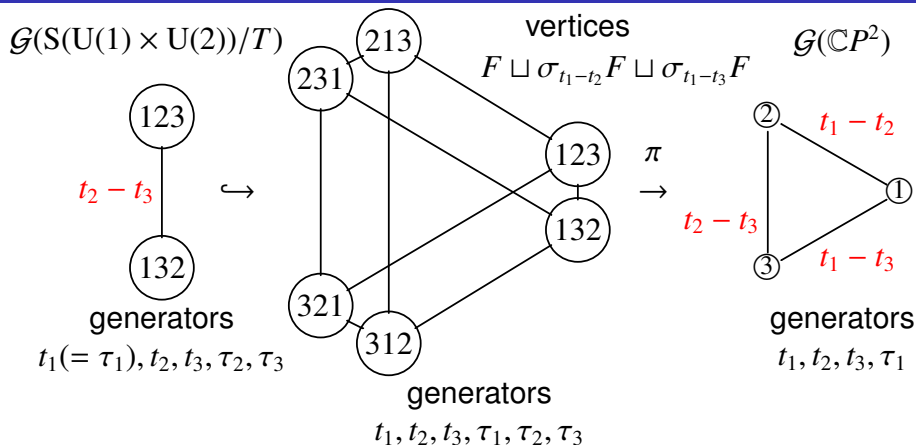 𝒢(S(U(1) × U(2))/T)
123
t₂ − t₃
132
generators
t₁(= τ₁), t₂, t₃, τ₂, τ₃
↪
213
231
123
132
321
312
vertices
F ⊔ σ_{t₁−t₂}F ⊔ σ_{t₁−t₃}F
generators
t₁, t₂, t₃, τ₁, τ₂, τ₃
π
→
𝒢(ℂP²)
2
t₁ − t₂
1
t₂ − t₃
3
t₁ − t₃
generators
t₁, t₂, t₃, τ₁